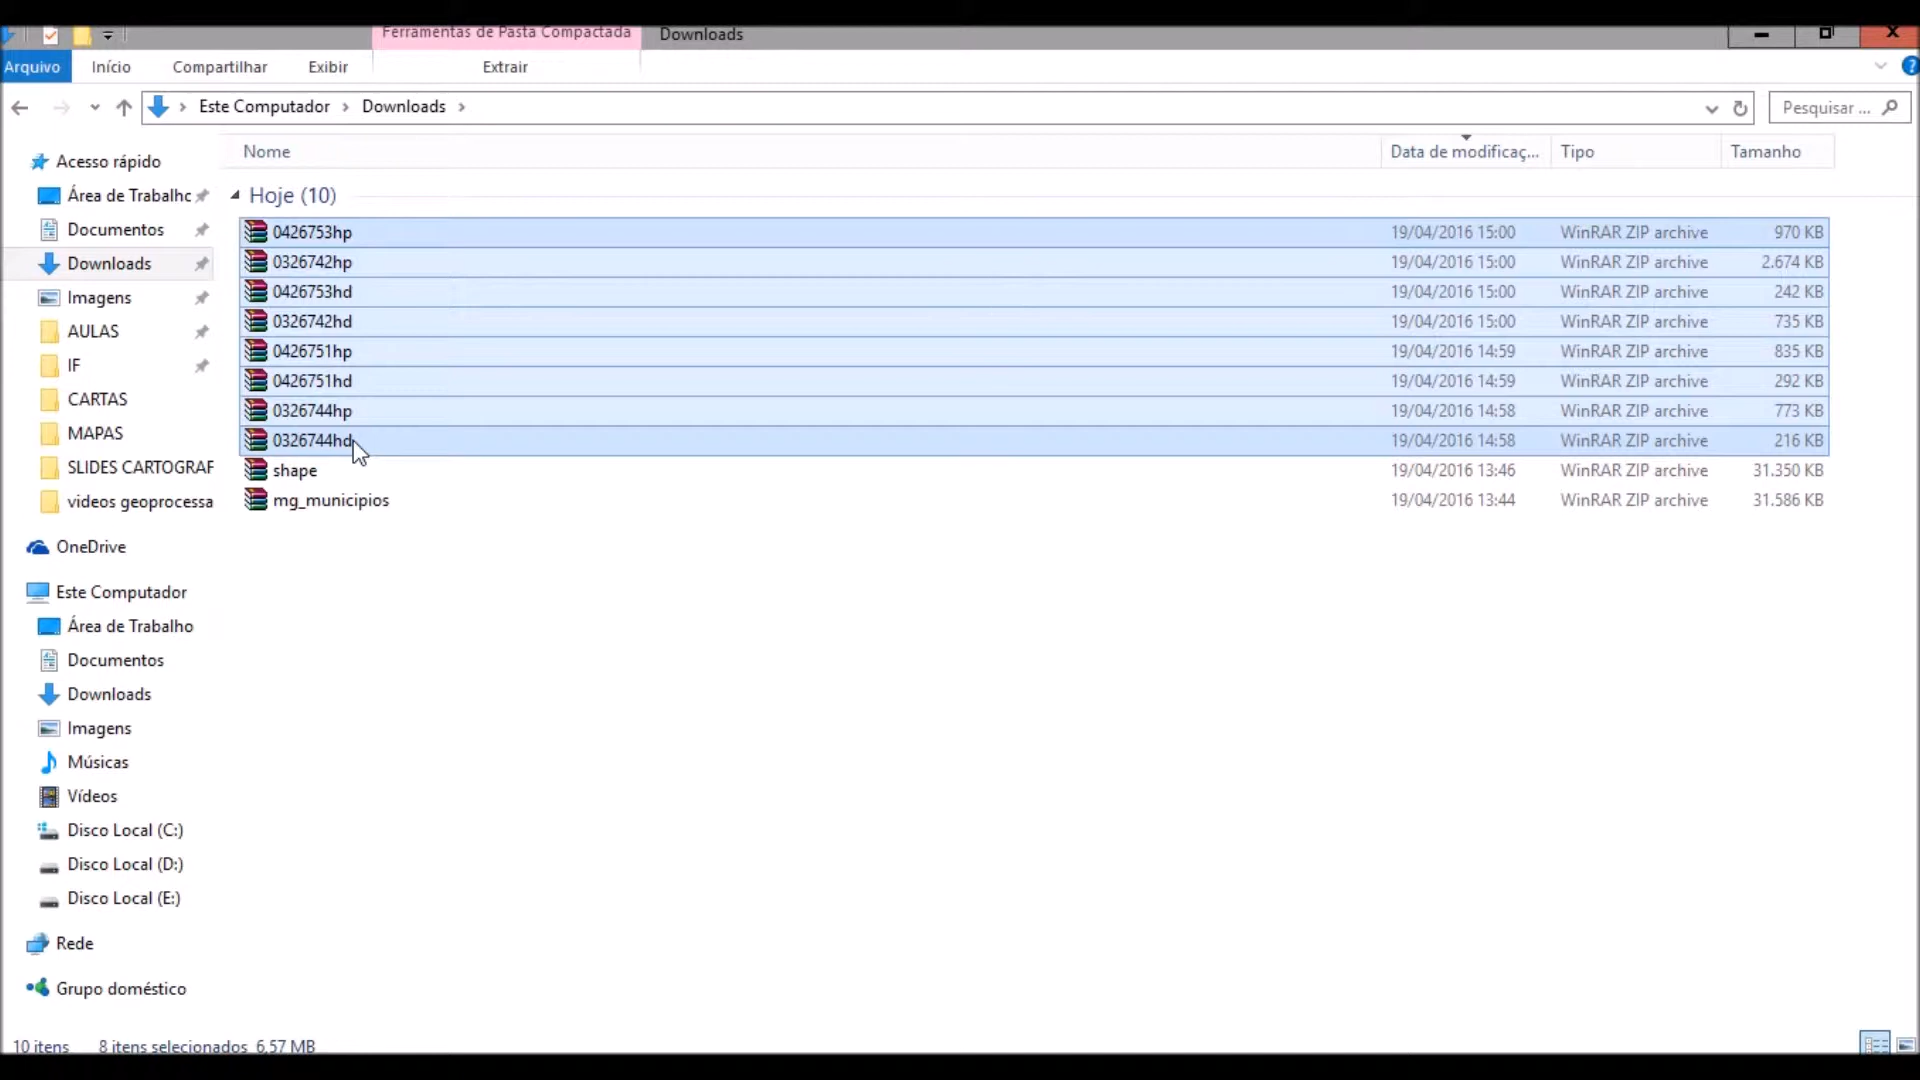 Ferramentas de Pasta Compactada Downloads
Arquivo Início Compartilhar Exibir Extrair
Este Computador Downloads Pesquisar ...
Nome Data de modificaç... Tipo Tamanho
Acesso rápido
Área de Trabalhc
Documentos
Downloads
Imagens
AULAS
IF
CARTAS
MAPAS
SLIDES CARTOGRAF
videos geoprocessa
OneDrive
Este Computador
Área de Trabalho
Documentos
Downloads
Imagens
Músicas
Vídeos
Disco Local (C:)
Disco Local (D:)
Disco Local (E:)
Rede
Grupo doméstico
Hoje (10)
0426753hp 19/04/2016 15:00 WinRAR ZIP archive 970 KB
0326742hp 19/04/2016 15:00 WinRAR ZIP archive 2.674 KB
0426753hd 19/04/2016 15:00 WinRAR ZIP archive 242 KB
0326742hd 19/04/2016 15:00 WinRAR ZIP archive 735 KB
0426751hp 19/04/2016 14:59 WinRAR ZIP archive 835 KB
0426751hd 19/04/2016 14:59 WinRAR ZIP archive 292 KB
0326744hp 19/04/2016 14:58 WinRAR ZIP archive 773 KB
0326744hd 19/04/2016 14:58 WinRAR ZIP archive 216 KB
shape 19/04/2016 13:46 WinRAR ZIP archive 31.350 KB
mg_municipios 19/04/2016 13:44 WinRAR ZIP archive 31.586 KB
10 itens 8 itens selecionados 6,57 MB